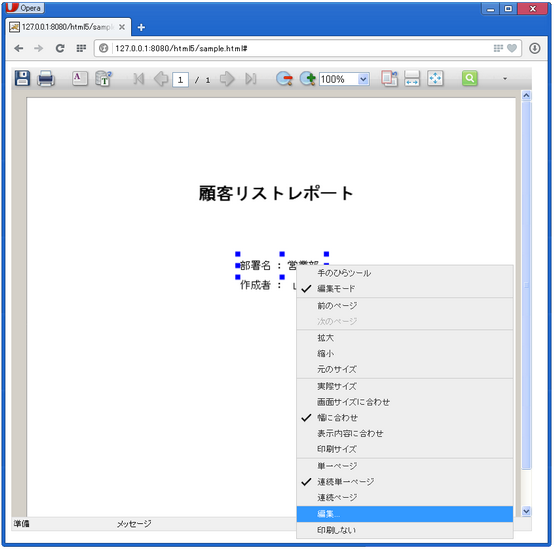 Opera
127.0.0.1:8080/html5/sampl
127.0.0.1:8080/html5/sample.html#
1 / 1
100%
顧客リストレポート
部署名 : 営業部
作成者 :
手のひらツール
編集モード
前のページ
次のページ
拡大
縮小
元のサイズ
実際サイズ
画面サイズに合わせ
幅に合わせ
表示内容に合わせ
印刷サイズ
単一ページ
連続単一ページ
連続ページ
編集...
印刷しない
準備 メッセージ